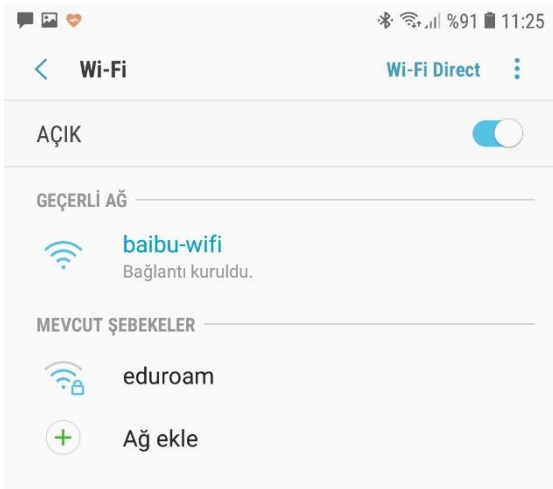 %91 11:25
Wi-Fi Wi-Fi Direct
AÇIK
GEÇERLİ AĞ
baibu-wifi
Bağlantı kuruldu.
MEVCUT ŞEBEKELER
eduroam
Ağ ekle